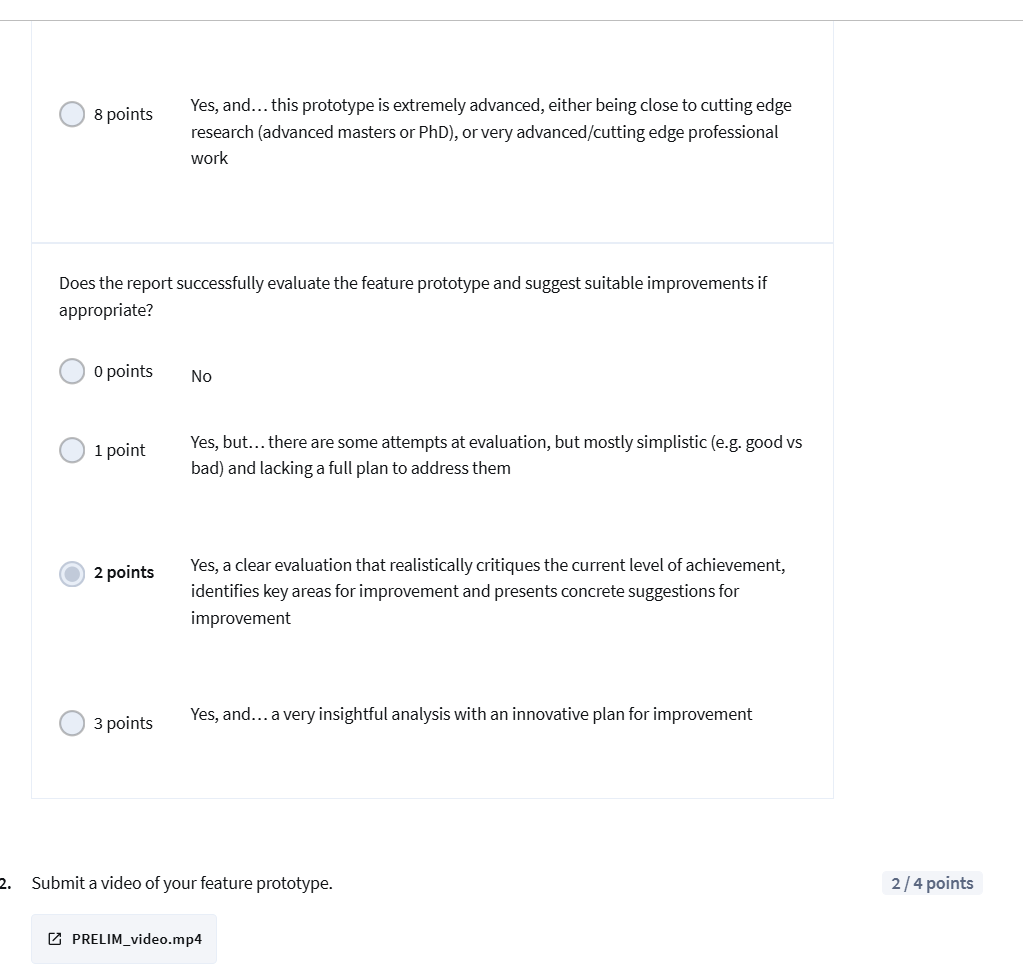 8 points
Yes, and… this prototype is extremely advanced, either being close to cutting edge
research (advanced masters or PhD), or very advanced/cutting edge professional
work
Does the report successfully evaluate the feature prototype and suggest suitable improvements if
appropriate?
0 points
No
1 point
Yes, but… there are some attempts at evaluation, but mostly simplistic (e.g. good vs
bad) and lacking a full plan to address them
2 points
Yes, a clear evaluation that realistically critiques the current level of achievement,
identifies key areas for improvement and presents concrete suggestions for
improvement
3 points
Yes, and… a very insightful analysis with an innovative plan for improvement
2. Submit a video of your feature prototype.
2 / 4 points
PRELIM_video.mp4